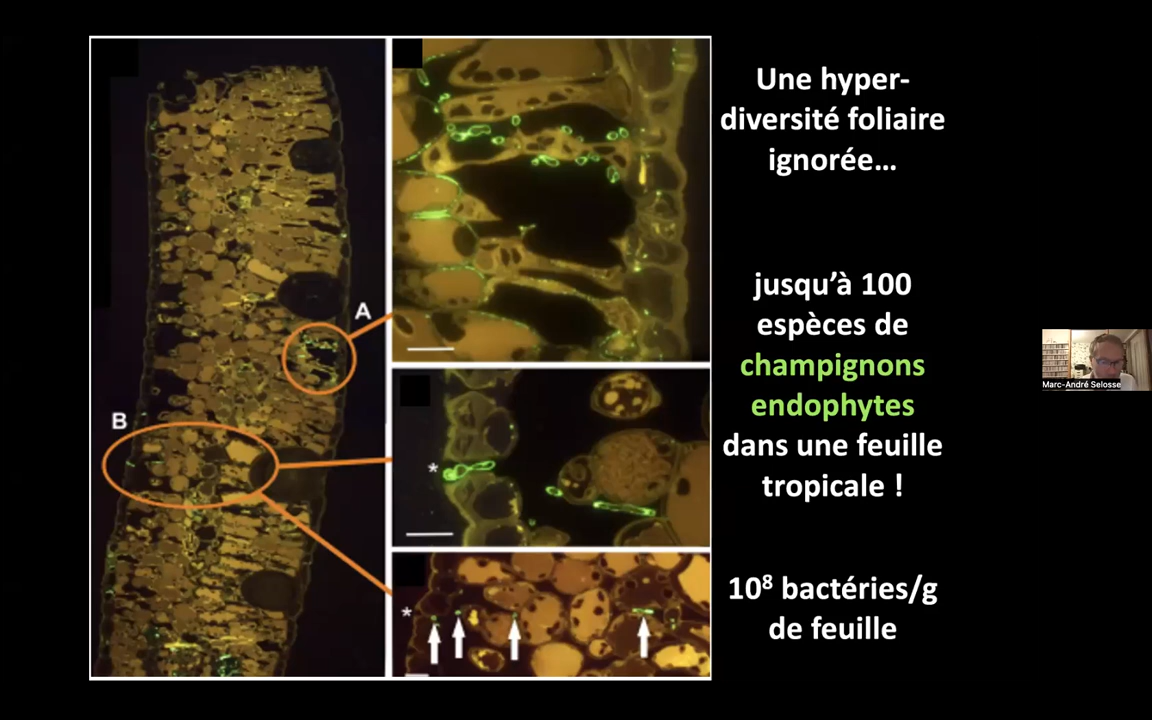 Une hyper-
diversité foliaire
ignorée…
A
B
*
*
jusqu’à 100
espèces de
champignons
endophytes
dans une feuille
tropicale !
10⁸ bactéries/g
de feuille
Marc-André Selosse